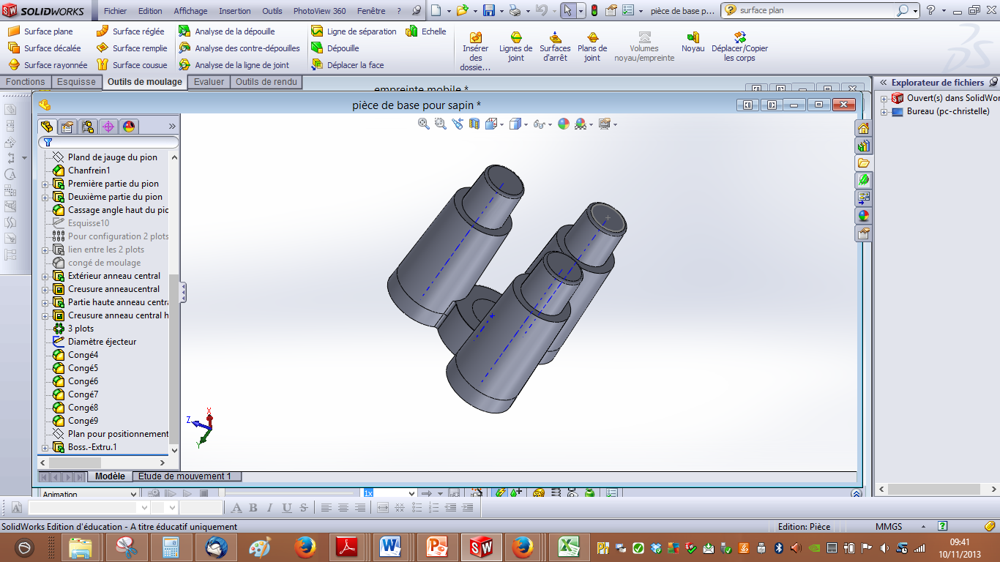 SOLIDWORKS Fichier Edition Affichage Insertion Outils PhotoView 360 Fenêtre ? pièce de base p... surface plan ?
Surface plane Surface réglée Analyse de la dépouille Ligne de séparation Echelle
Surface décalée Surface remplie Analyse des contre-dépouilles Dépouille
Surface rayonnée Surface cousue Analyse de la ligne de joint Déplacer la face
Insérer des dossie...
Lignes de joint
Surfaces d'arrêt
Plans de joint
Volumes noyau/empreinte
Noyau
Déplacer/Copier les corps
Fonctions Esquisse Outils de moulage Evaluer Outils de rendu
empreinte mobile *
Explorateur de fichiers
pièce de base pour sapin *
Ouvert(s) dans SolidWor
Bureau (pc-christelle)
Pland de jauge du pion
Chanfrein1
Première partie du pion
Deuxième partie du pion
Cassage angle haut du pic
Esquisse10
Pour configuration 2 plots
lien entre les 2 plots
congé de moulage
Extérieur anneau central
Creusure anneaucentral
Partie haute anneau centr
Creusure anneau central h
3 plots
Diamètre éjecteur
Congé4
Congé5
Congé6
Congé7
Congé8
Congé9
Plan pour positionnement
Boss.-Extru.1
X
Z
Y
Modèle Etude de mouvement 1
Animation 1x
A A B I U S
SolidWorks Edition d'éducation - A titre éducatif uniquement Edition: Pièce MMGS ?
09:41
10/11/2013